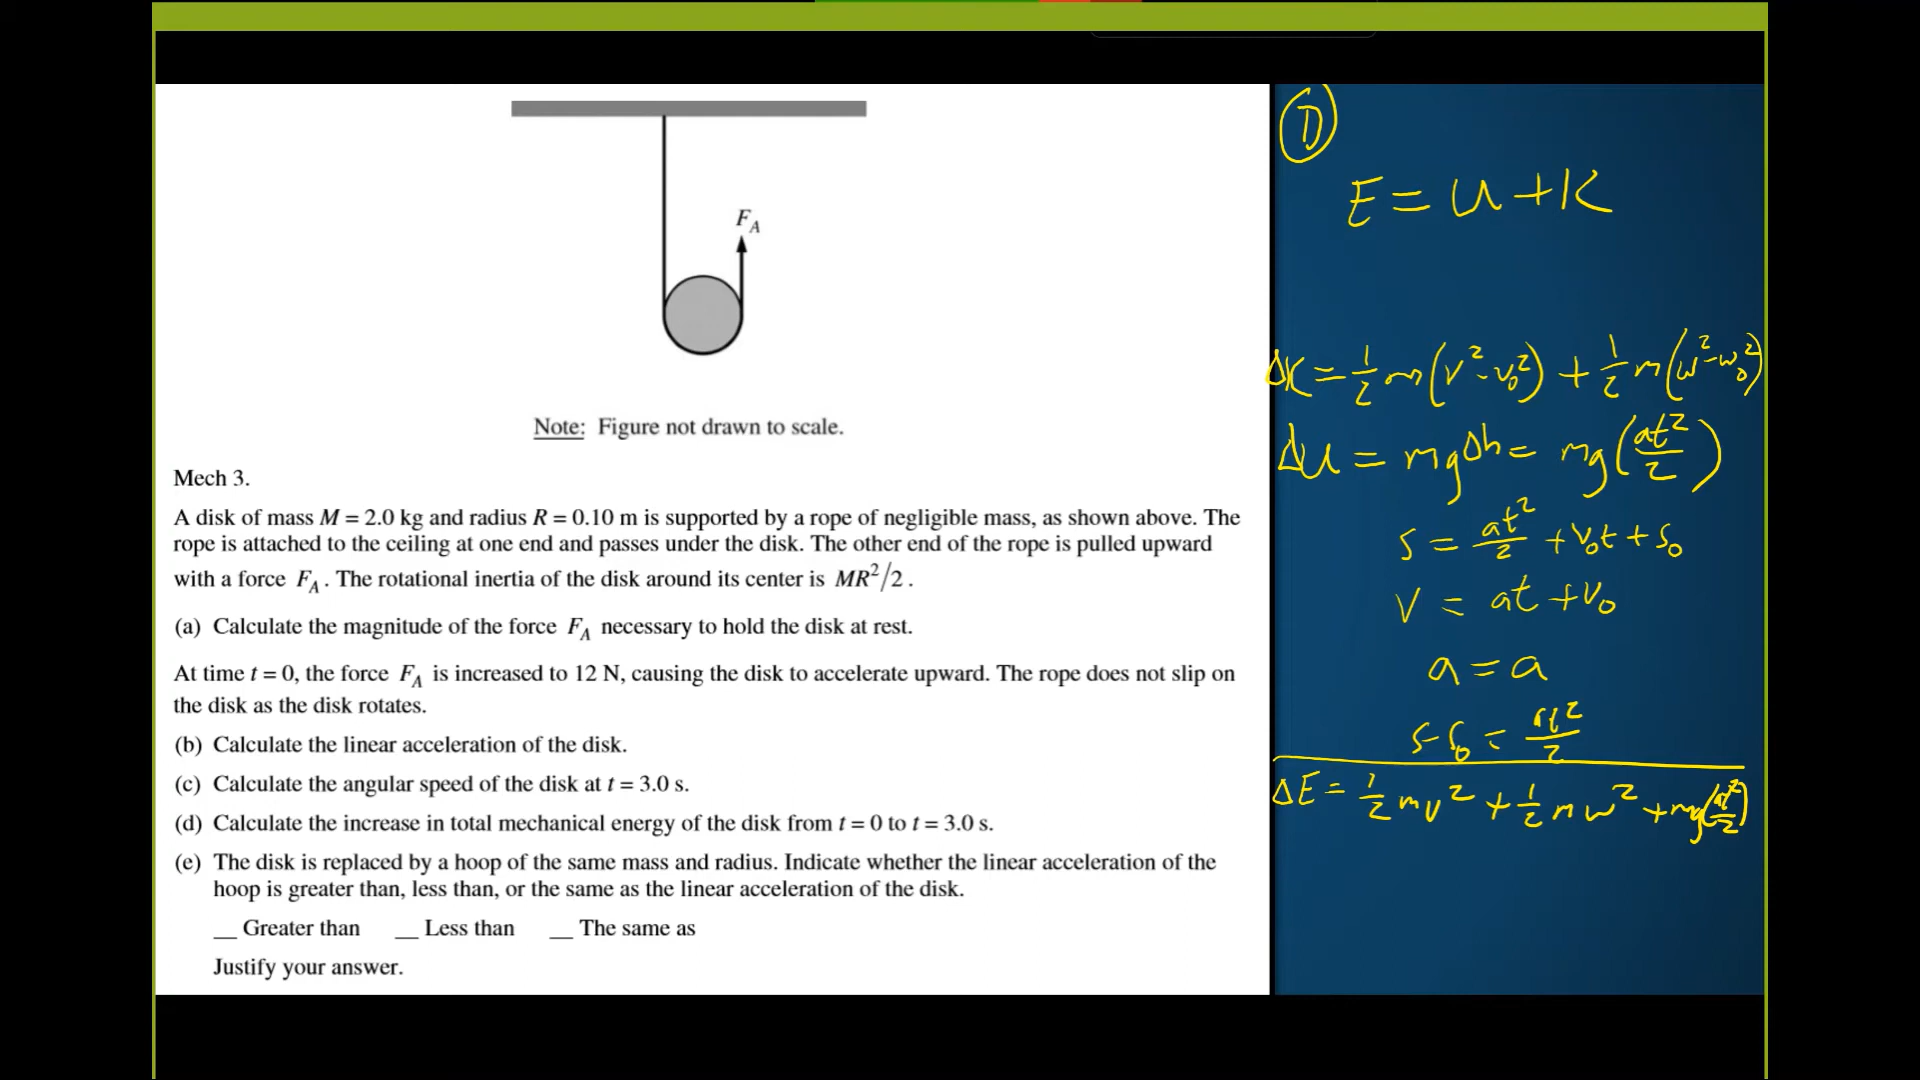 F_A
Note: Figure not drawn to scale.
Mech 3.
A disk of mass M = 2.0 kg and radius R = 0.10 m is supported by a rope of negligible mass, as shown above. The
rope is attached to the ceiling at one end and passes under the disk. The other end of the rope is pulled upward
with a force F_A. The rotational inertia of the disk around its center is MR²/2.
(a) Calculate the magnitude of the force F_A necessary to hold the disk at rest.
At time t = 0, the force F_A is increased to 12 N, causing the disk to accelerate upward. The rope does not slip on
the disk as the disk rotates.
(b) Calculate the linear acceleration of the disk.
(c) Calculate the angular speed of the disk at t = 3.0 s.
(d) Calculate the increase in total mechanical energy of the disk from t = 0 to t = 3.0 s.
(e) The disk is replaced by a hoop of the same mass and radius. Indicate whether the linear acceleration of the
hoop is greater than, less than, or the same as the linear acceleration of the disk.
__ Greater than __ Less than __ The same as
Justify your answer.
D
E = U + K
ΔK = 1/2 m(v² - v₀²) + 1/2 m(w² - w₀²)
ΔU = mgΔh = mg(at²/2)
s = at²/2 + v₀t + s₀
v = at + v₀
a = a
s - s₀ = at²/2
ΔE = 1/2 mv² + 1/2 mw² + mg(at²/2)